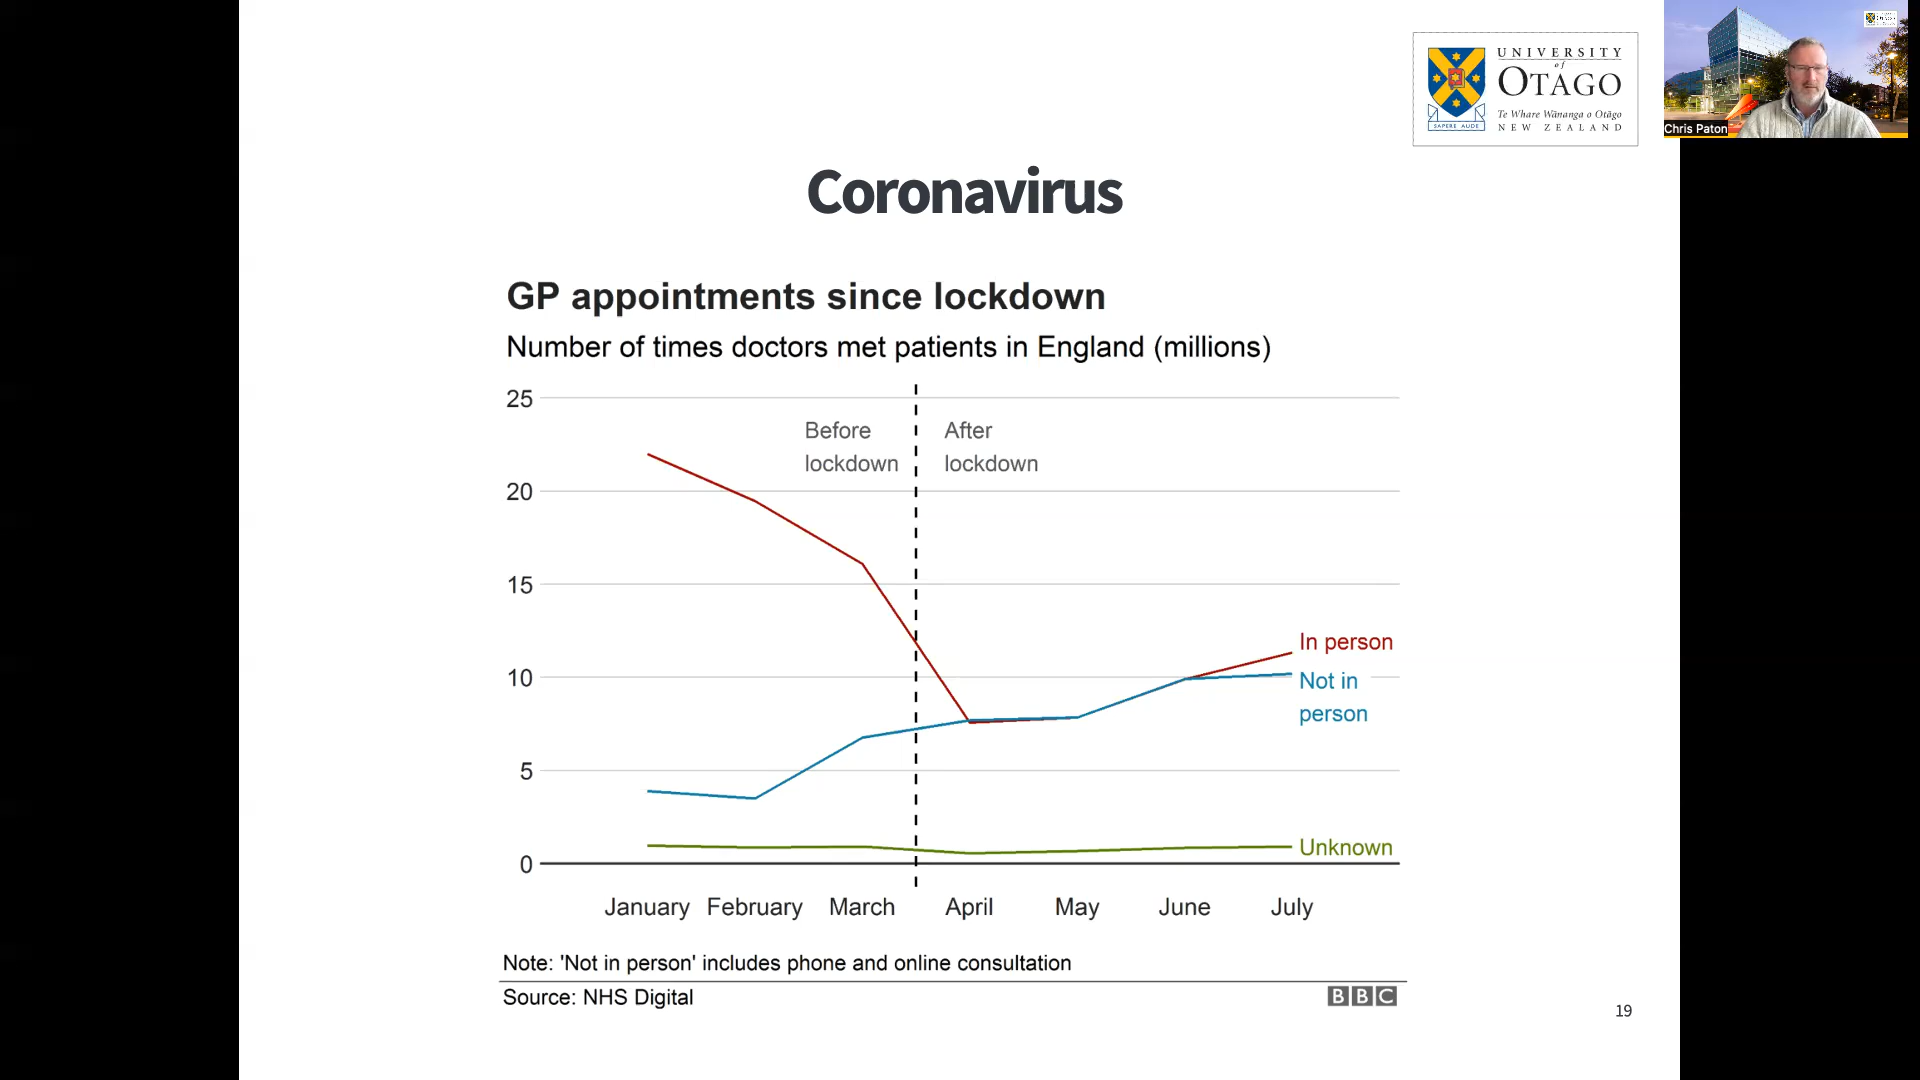 UNIVERSITY
of
OTAGO
Te Whare Wānanga o Otāgo
NEW ZEALAND
SAPERE AUDE
Chris Paton
Coronavirus
GP appointments since lockdown
Number of times doctors met patients in England (millions)
25
Before
lockdown
After
lockdown
20
15
In person
10
Not in
person
5
Unknown
0
January February March April May June July
Note: 'Not in person' includes phone and online consultation
Source: NHS Digital
BBC
19